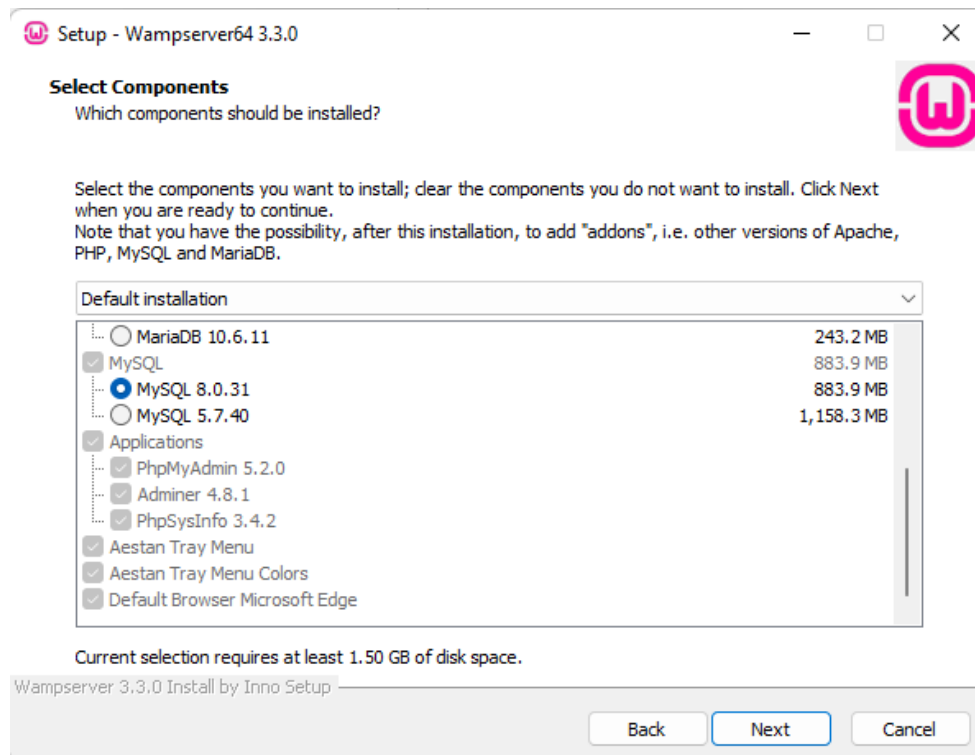 Setup - Wampserver64 3.3.0
Select Components
Which components should be installed?
Select the components you want to install; clear the components you do not want to install. Click Next
when you are ready to continue.
Note that you have the possibility, after this installation, to add "addons", i.e. other versions of Apache,
PHP, MySQL and MariaDB.
Default installation
MariaDB 10.6.11 243.2 MB
MySQL 883.9 MB
MySQL 8.0.31 883.9 MB
MySQL 5.7.40 1,158.3 MB
Applications
PhpMyAdmin 5.2.0
Adminer 4.8.1
PhpSysInfo 3.4.2
Aestan Tray Menu
Aestan Tray Menu Colors
Default Browser Microsoft Edge
Current selection requires at least 1.50 GB of disk space.
Wampserver 3.3.0 Install by Inno Setup
Back Next Cancel